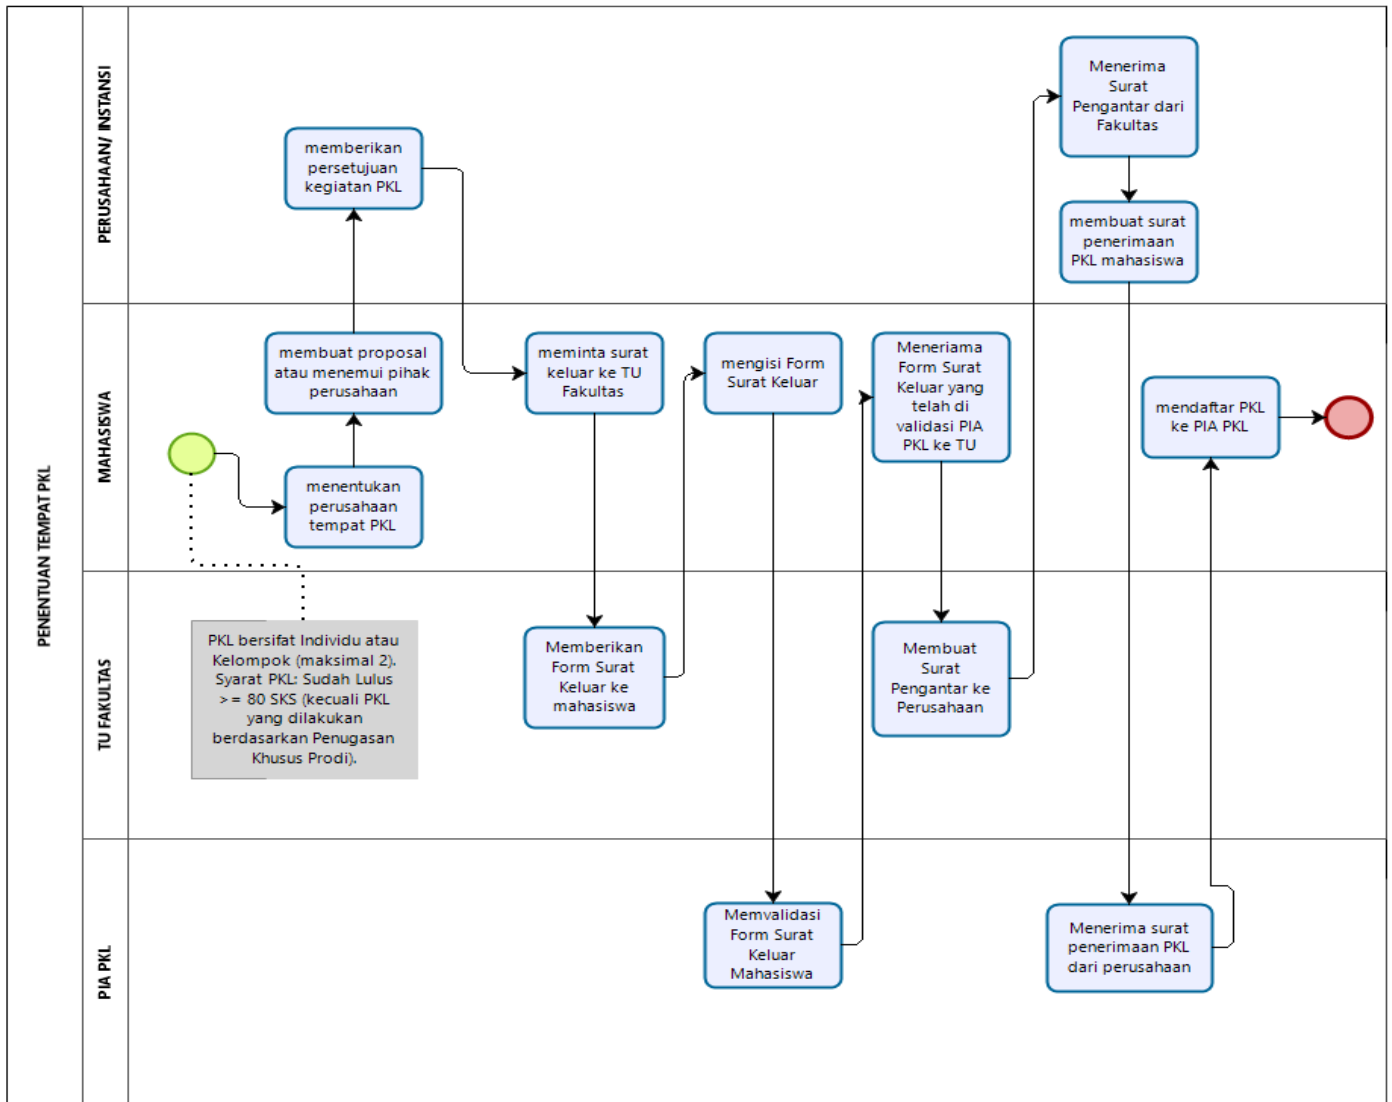 PENENTUAN TEMPAT PKL
PERUSAHAAN/ INSTANSI
memberikan
persetujuan
kegiatan PKL
Menerima
Surat
Pengantar dari
Fakultas
membuat surat
penerimaan
PKL mahasiswa
MAHASISWA
membuat proposal
atau menemui pihak
perusahaan
menentukan
perusahaan
tempat PKL
meminta surat
keluar ke TU
Fakultas
mengisi Form
Surat Keluar
Meneriama
Form Surat
Keluar yang
telah di
validasi PIA
PKL ke TU
mendaftar PKL
ke PIA PKL
TU FAKULTAS
PKL bersifat Individu atau
Kelompok (maksimal 2).
Syarat PKL: Sudah Lulus
>= 80 SKS (kecuali PKL
yang dilakukan
berdasarkan Penugasan
Khusus Prodi).
Memberikan
Form Surat
Keluar ke
mahasiswa
Membuat
Surat
Pengantar ke
Perusahaan
PIA PKL
Memvalidasi
Form Surat
Keluar
Mahasiswa
Menerima surat
penerimaan PKL
dari perusahaan